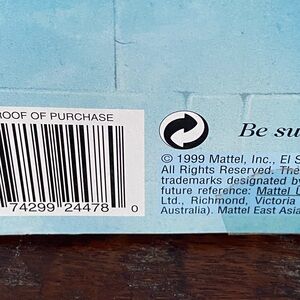 ROOF OF PURCHASE
74299 24478 0
Be su
© 1999 Mattel, Inc., El S
All Rights Reserved. The
trademarks designated by
future reference: Mattel U
Ltd., Richmond, Victoria
Australia). Mattel East Asia